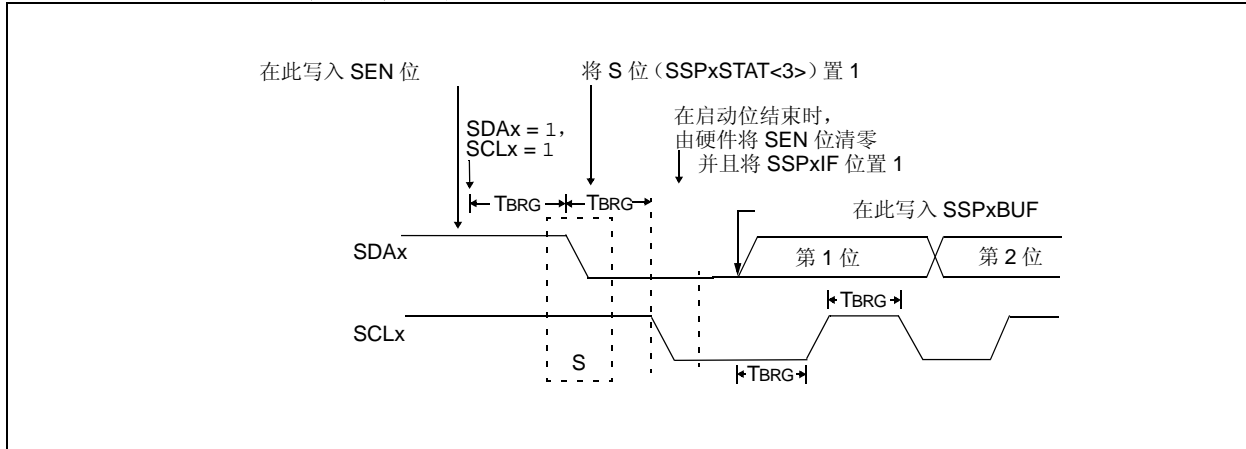 在此写入 SEN 位
将 S 位（SSPxSTAT<3>）置 1
SDAx = 1，
SCLx = 1
在启动位结束时，
由硬件将 SEN 位清零
并且将 SSPxIF 位置 1
TBRG
TBRG
在此写入 SSPxBUF
SDAx
第 1 位
第 2 位
TBRG
SCLx
S
TBRG